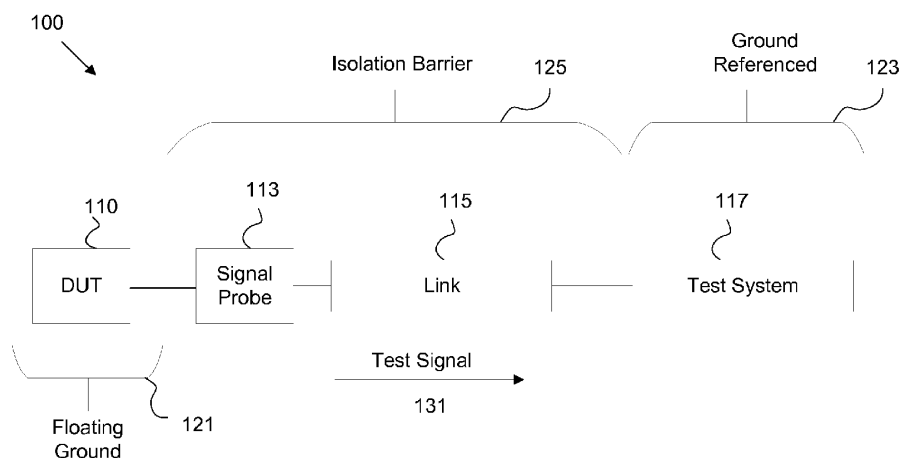 100
Isolation Barrier
125
Ground
Referenced
123
110
113
115
117
DUT
Signal
Probe
Link
Test System
Test Signal
131
121
Floating
Ground